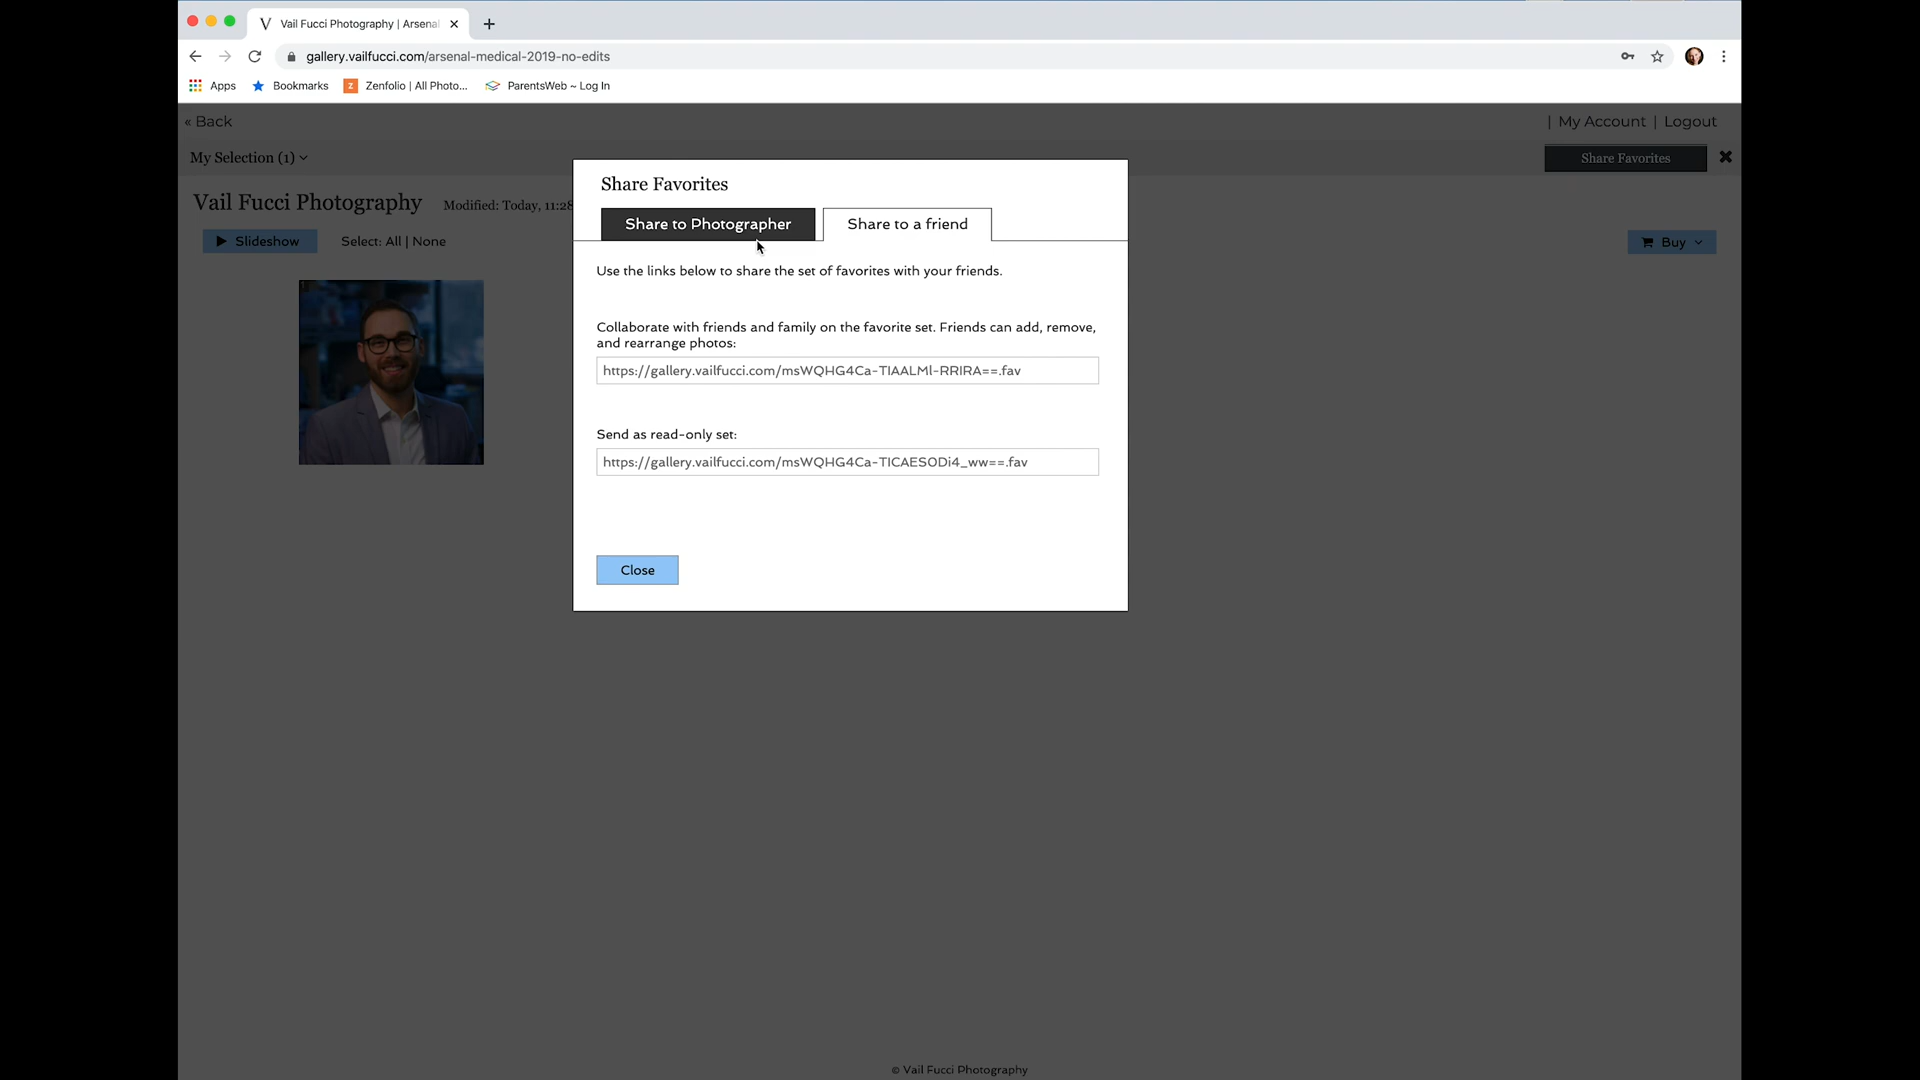 Vail Fucci Photography | Arsenal
gallery.vailfucci.com/arsenal-medical-2019-no-edits
Apps Bookmarks Zenfolio | All Photo... ParentsWeb ~ Log In
« Back | My Account | Logout
My Selection (1) Share Favorites
Vail Fucci Photography Modified: Today, 11:28
Slideshow Select: All | None Buy
Share Favorites
Share to Photographer Share to a friend
Use the links below to share the set of favorites with your friends.
Collaborate with friends and family on the favorite set. Friends can add, remove,
and rearrange photos:
https://gallery.vailfucci.com/msWQHG4Ca-TIAALMl-RRIRA==.fav
Send as read-only set:
https://gallery.vailfucci.com/msWQHG4Ca-TICAESODi4_ww==.fav
Close
© Vail Fucci Photography